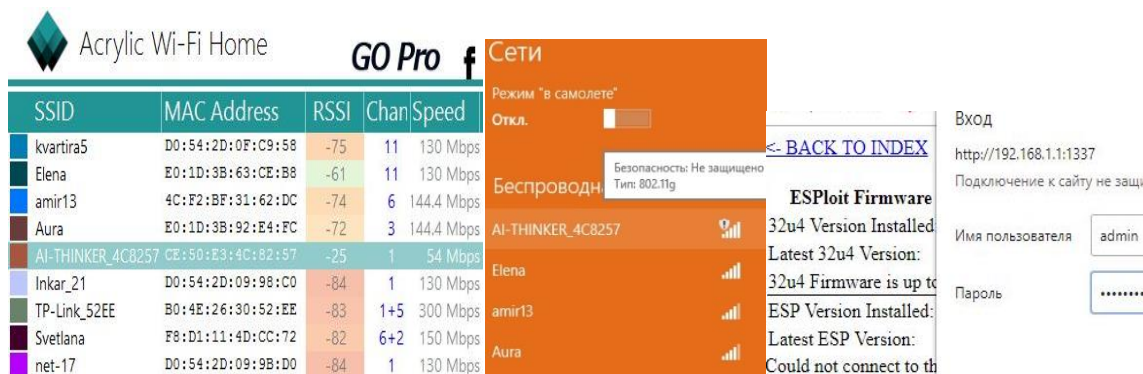 Acrylic Wi-Fi Home
GO Pro f
SSID MAC Address RSSI Chan Speed
kvartira5 D0:54:2D:0F:C9:58 -75 11 130 Mbps
Elena E0:1D:3B:63:CE:B8 -61 11 130 Mbps
amir13 4C:F2:BF:31:62:DC -74 6 144.4 Mbps
Aura E0:1D:3B:92:E4:FC -72 3 144.4 Mbps
AI-THINKER_4C8257 CE:50:E3:4C:82:57 -25 1 54 Mbps
Inkar_21 D0:54:2D:09:98:C0 -84 1 130 Mbps
TP-Link_52EE B0:4E:26:30:52:EE -83 1+5 300 Mbps
Svetlana F8:D1:11:4D:CC:72 -82 6+2 150 Mbps
net-17 D0:54:2D:09:9B:D0 -84 1 130 Mbps
Сети
Режим "в самолете"
Откл.
Безопасность: Не защищено
Тип: 802.11g
Беспроводн
AI-THINKER_4C8257
Elena
amir13
Aura
<- BACK TO INDEX
ESPloit Firmware
32u4 Version Installed
Latest 32u4 Version:
32u4 Firmware is up to
ESP Version Installed:
Latest ESP Version:
Could not connect to th
Вход
http://192.168.1.1:1337
Подключение к сайту не защи
Имя пользователя admin
Пароль ••••••••